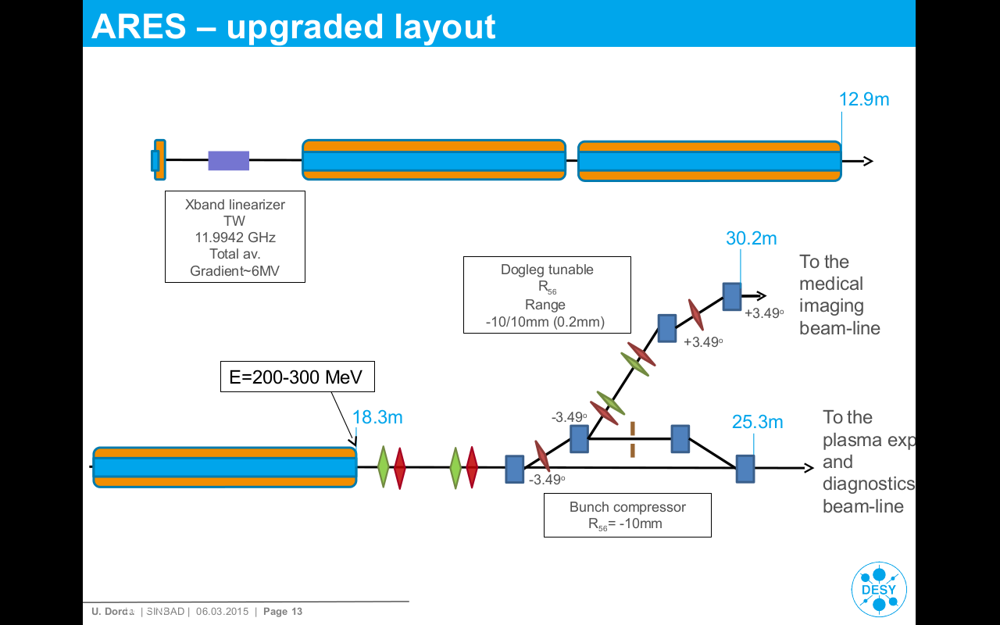 ARES – upgraded layout
12.9m
Xband linearizer
TW
11.9942 GHz
Total av.
Gradient~6MV
30.2m
To the
medical
imaging
beam-line
Dogleg tunable
R56
Range
-10/10mm (0.2mm)
+3.49o
+3.49o
E=200-300 MeV
18.3m
-3.49o
25.3m
To the
plasma exp
and
diagnostics
beam-line
-3.49o
Bunch compressor
R56= -10mm
DESY
U. Dorda | SINBAD | 06.03.2015 | Page 13